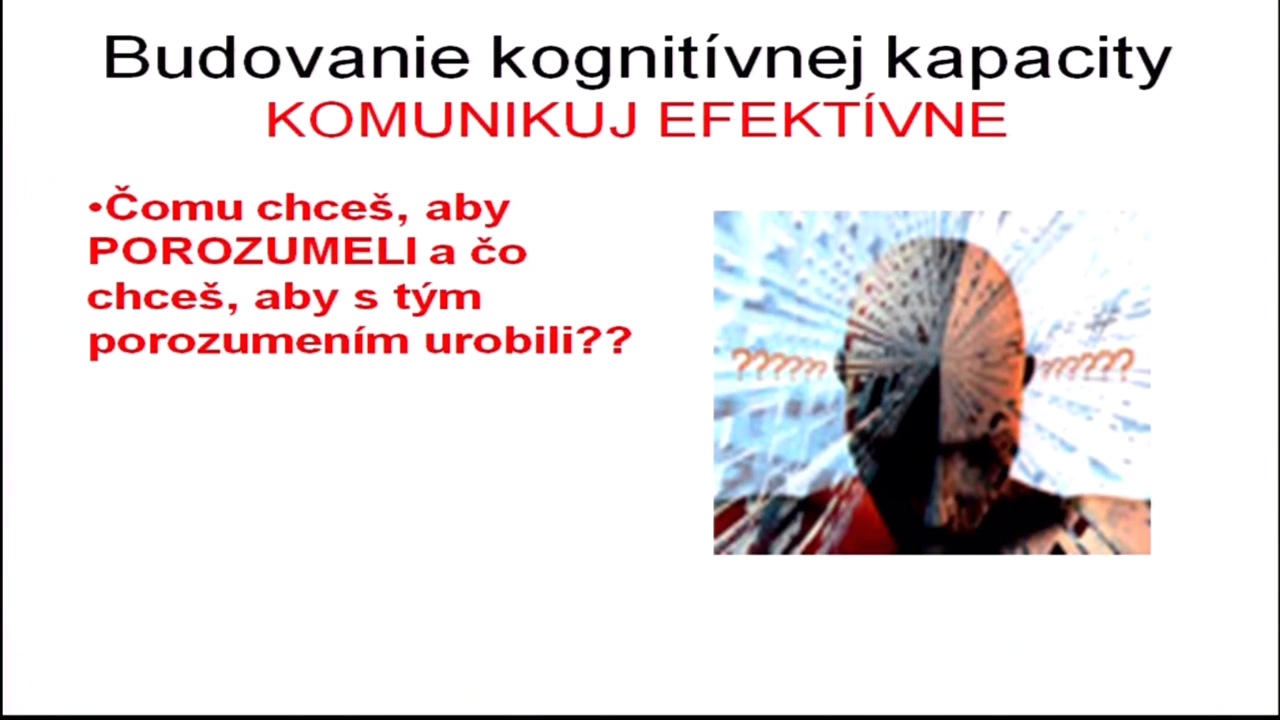 Budovanie kognitívnej kapacity
KOMUNIKUJ EFEKTÍVNE
•Čomu chceš, aby
POROZUMELI a čo
chceš, aby s tým
porozumením urobili??
????? ??????